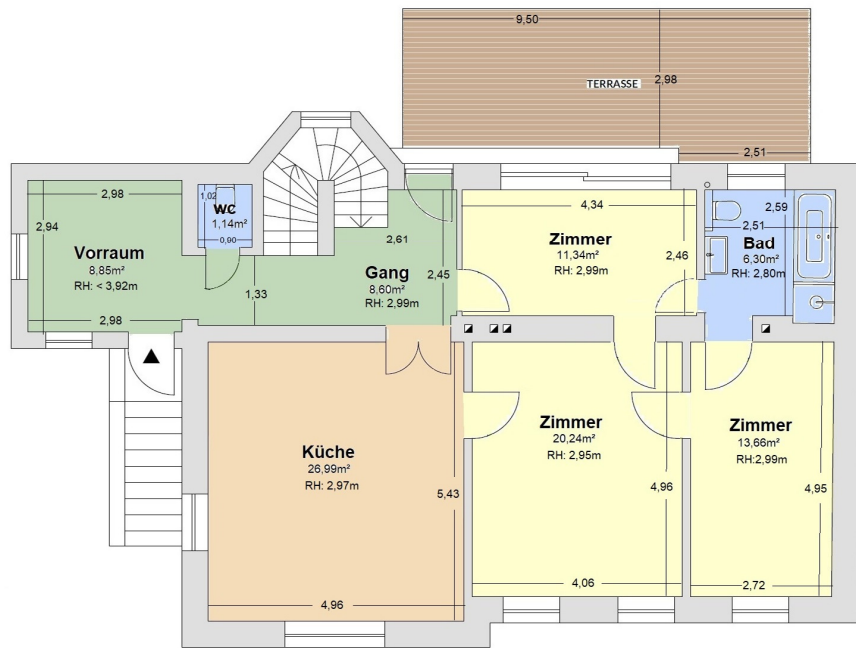 9,50
TERRASSE
2,98
2,51
2,98
2,94
Vorraum
8,85m²
RH: < 3,92m
2,98
1,02
WC
1,14m²
0,90
1,33
2,61
Gang
8,60m²
RH: 2,99m
2,45
4,34
Zimmer
11,34m²
RH: 2,99m
2,46
2,59
2,51
Bad
6,30m²
RH: 2,80m
Küche
26,99m²
RH: 2,97m
5,43
4,96
Zimmer
20,24m²
RH: 2,95m
4,96
4,06
Zimmer
13,66m²
RH:2,99m
4,95
2,72